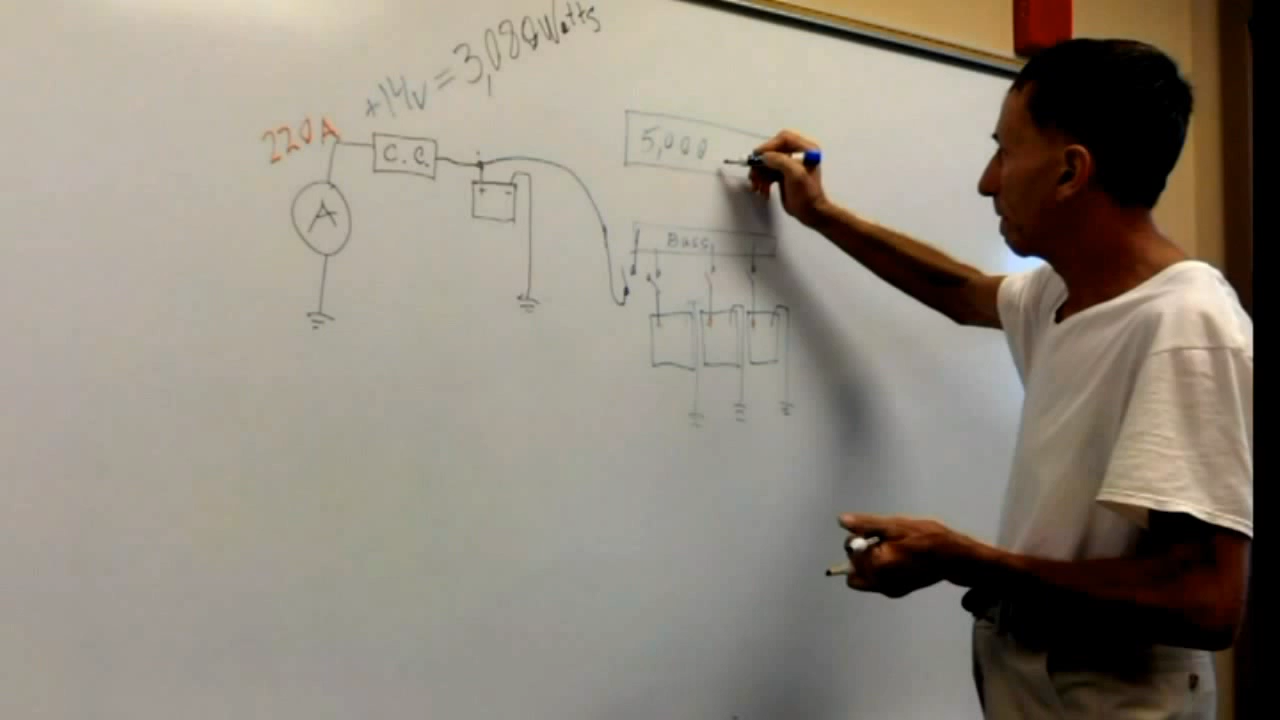 +14v = 3,080 Watts
220A
C.C.
A
+ -
5,000
Buss